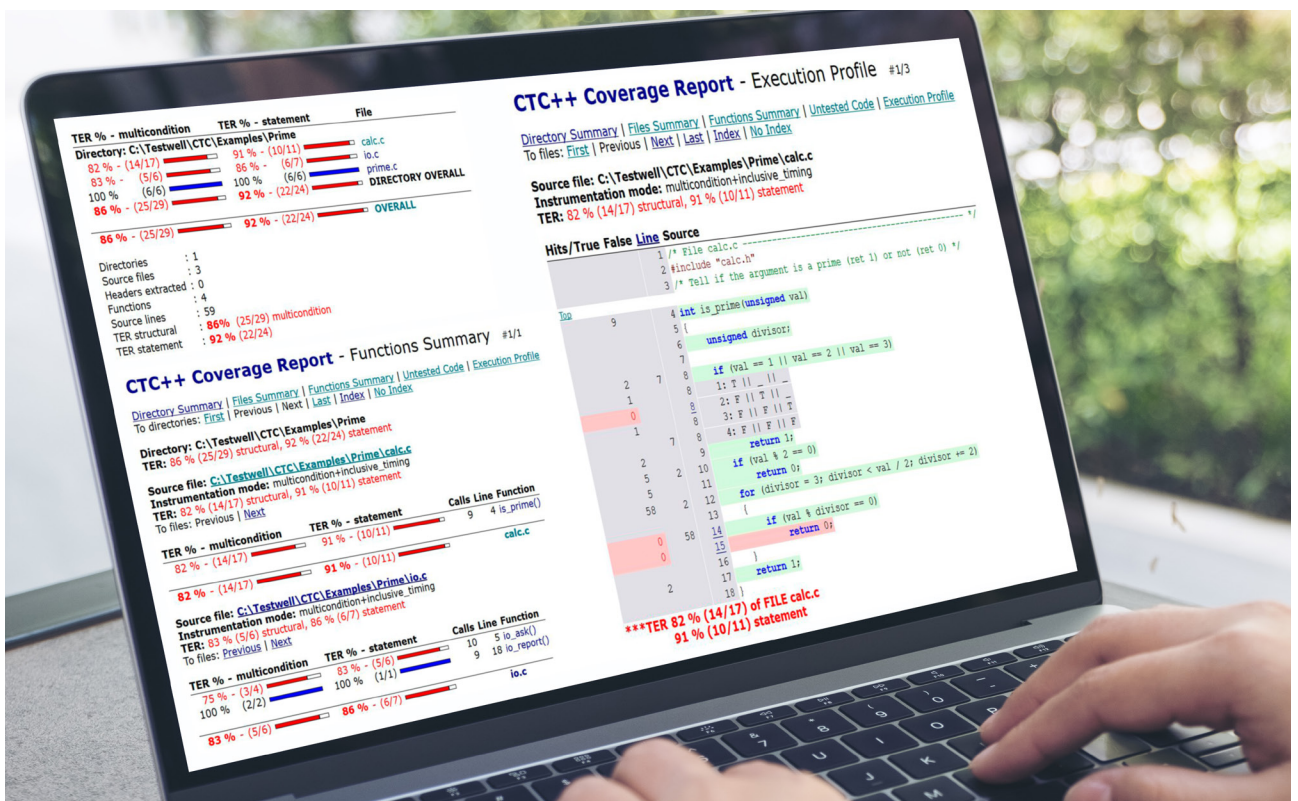 TER % - multicondition TER % - statement File
Directory: C:\Testwell\CTC\Examples\Prime
82 % - (14/17) 91 % - (10/11) calc.c
83 % - (5/6) 86 % - (6/7) io.c
100 % (6/6) 100 % (6/6) prime.c
86 % - (25/29) 92 % - (22/24) DIRECTORY OVERALL
86 % - (25/29) 92 % - (22/24) OVERALL
Directories : 1
Source files : 3
Headers extracted : 0
Functions : 4
Source lines : 59
TER structural : 86% (25/29) multicondition
TER statement : 92 % (22/24)
CTC++ Coverage Report - Functions Summary #1/1
Directory Summary | Files Summary | Functions Summary | Untested Code | Execution Profile
To directories: First | Previous | Next | Last | Index | No Index
Directory: C:\Testwell\CTC\Examples\Prime
TER: 86 % (25/29) structural, 92 % (22/24) statement
Source file: C:\Testwell\CTC\Examples\Prime\calc.c
Instrumentation mode: multicondition+inclusive_timing
TER: 82 % (14/17) structural, 91 % (10/11) statement
To files: Previous | Next
TER % - multicondition TER % - statement Calls Line Function
82 % - (14/17) 91 % - (10/11) 9 4 is_prime()
82 % - (14/17) 91 % - (10/11) calc.c
Source file: C:\Testwell\CTC\Examples\Prime\io.c
Instrumentation mode: multicondition+inclusive_timing
TER: 83 % (5/6) structural, 86 % (6/7) statement
To files: Previous | Next
TER % - multicondition TER % - statement Calls Line Function
75 % - (3/4) 83 % - (5/6) 10 5 io_ask()
100 % (2/2) 100 % (1/1) 9 18 io_report()
83 % - (5/6) 86 % - (6/7) io.c
CTC++ Coverage Report - Execution Profile #1/3
Directory Summary | Files Summary | Functions Summary | Untested Code | Execution Profile
To files: First | Previous | Next | Last | Index | No Index
Source file: C:\Testwell\CTC\Examples\Prime\calc.c
Instrumentation mode: multicondition+inclusive_timing
TER: 82 % (14/17) structural, 91 % (10/11) statement
Hits/True False Line Source
1 /* File calc.c ---------------------------------------- */
2 #include "calc.h"
3 /* Tell if the argument is a prime (ret 1) or not (ret 0) */
Top
9 4 int is_prime(unsigned val)
5 {
6 unsigned divisor;
7
2 7 8 if (val == 1 || val == 2 || val == 3)
1 8 1: T || _ || _
0 8 2: F || T || _
1 8 3: F || F || T
7 8 4: F || F || F
2 9 return 1;
5 2 10 if (val % 2 == 0)
5 11 return 0;
58 2 12 for (divisor = 3; divisor < val / 2; divisor += 2)
13 {
0 58 14 if (val % divisor == 0)
0 15 return 0;
16 }
2 17 return 1;
18 }
***TER 82 % (14/17) of FILE calc.c
91 % (10/11) statement